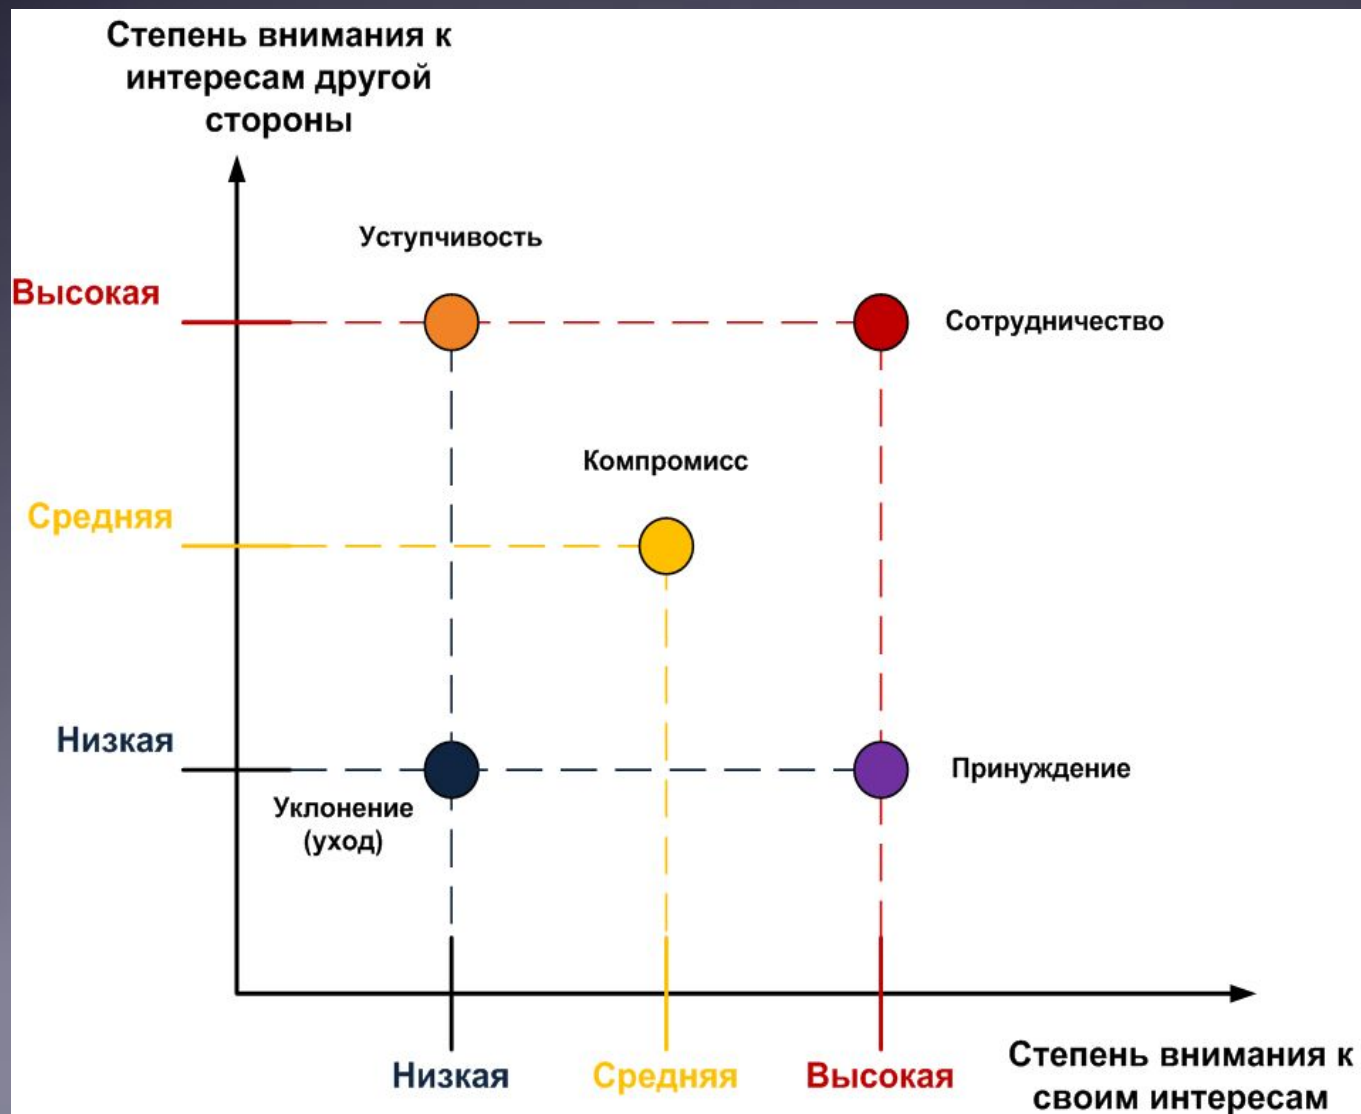 Степень внимания к
интересам другой
стороны
Уступчивость
Высокая
Сотрудничество
Компромисс
Средняя
Низкая
Принуждение
Уклонение
(уход)
Низкая
Средняя
Высокая
Степень внимания к
своим интересам